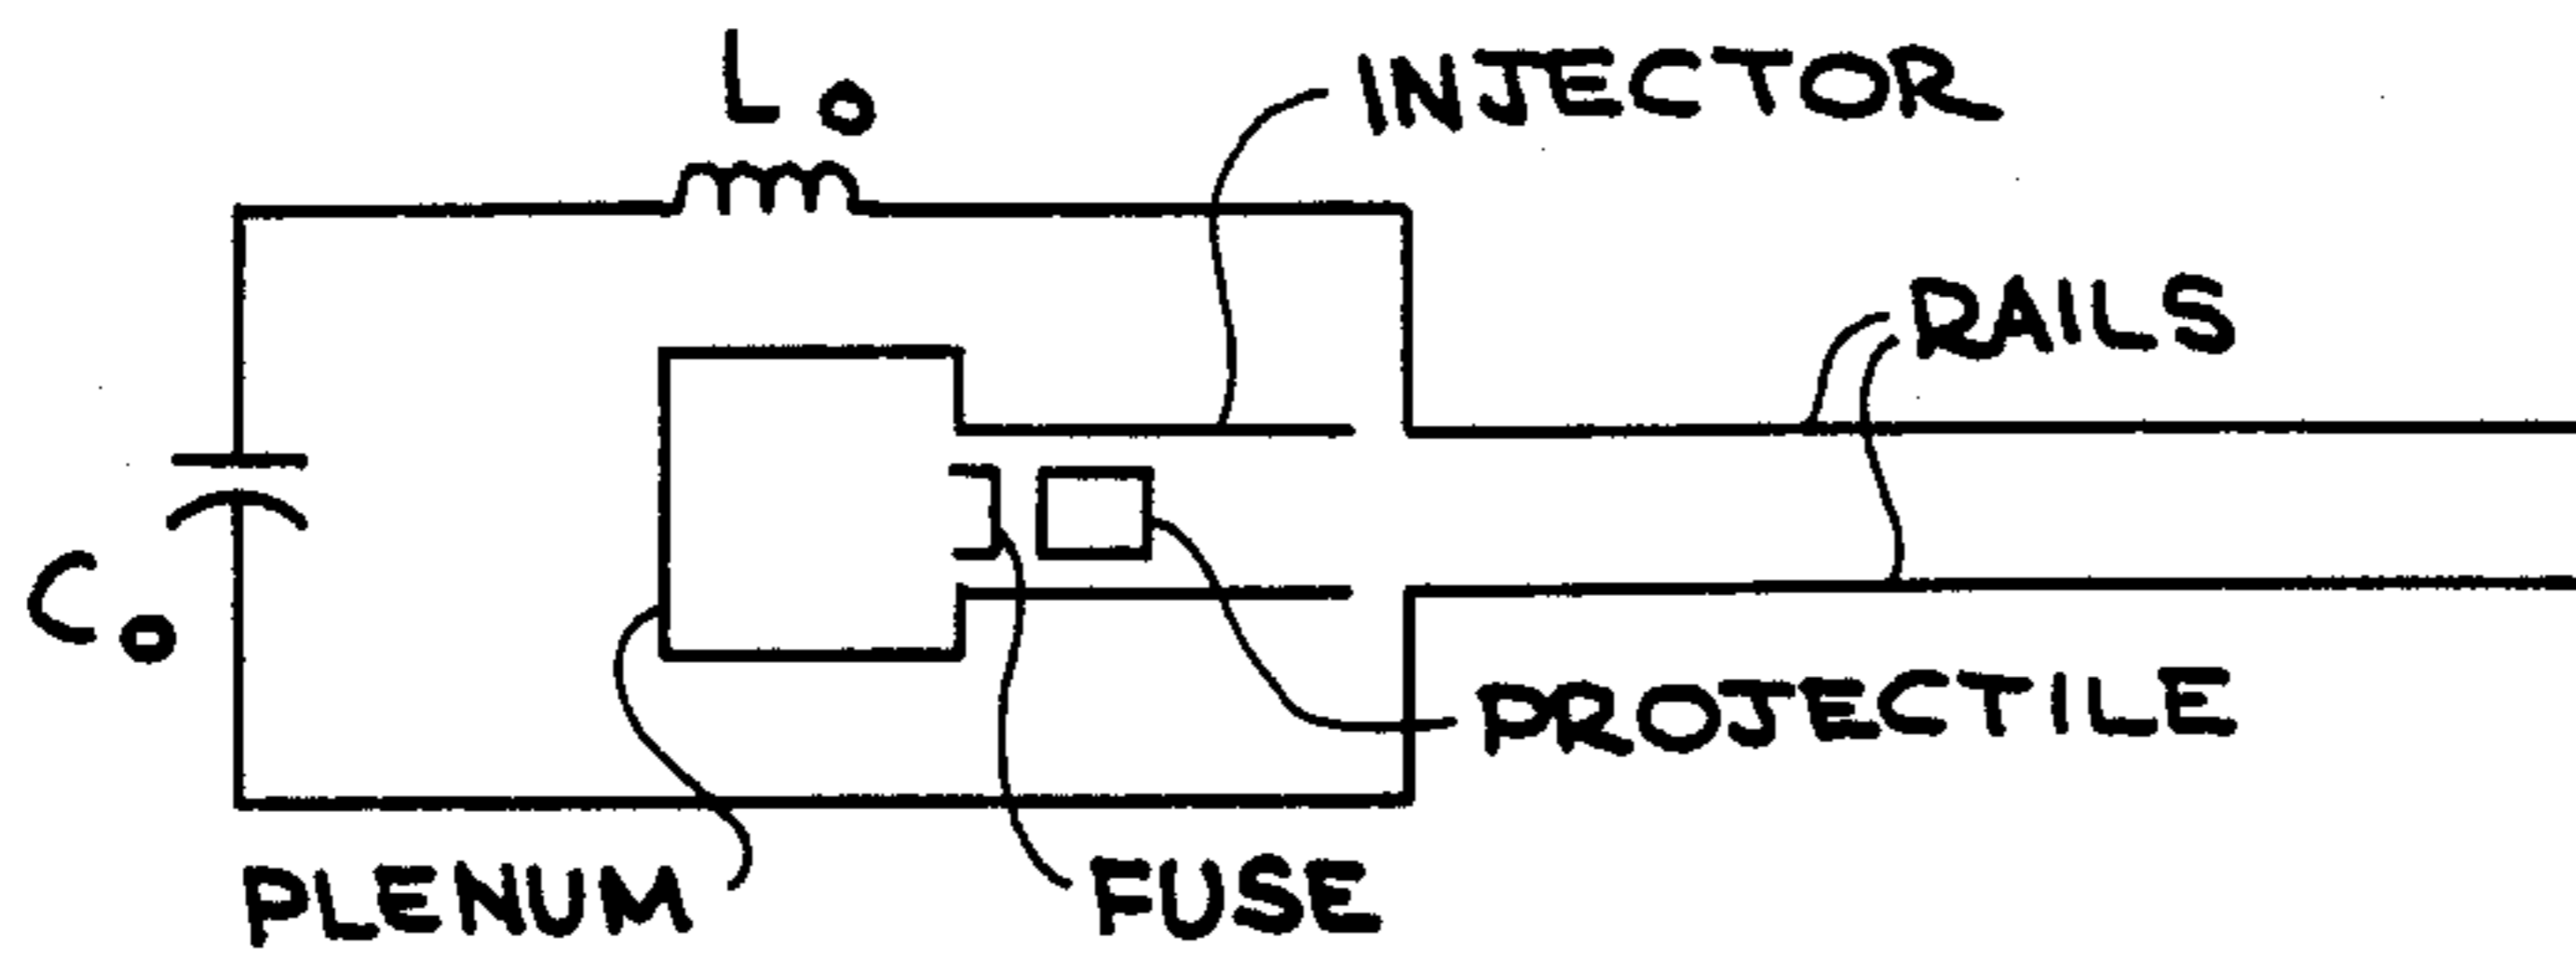 L₀
INJECTOR
RAILS
C₀
PROJECTILE
PLENUM
FUSE